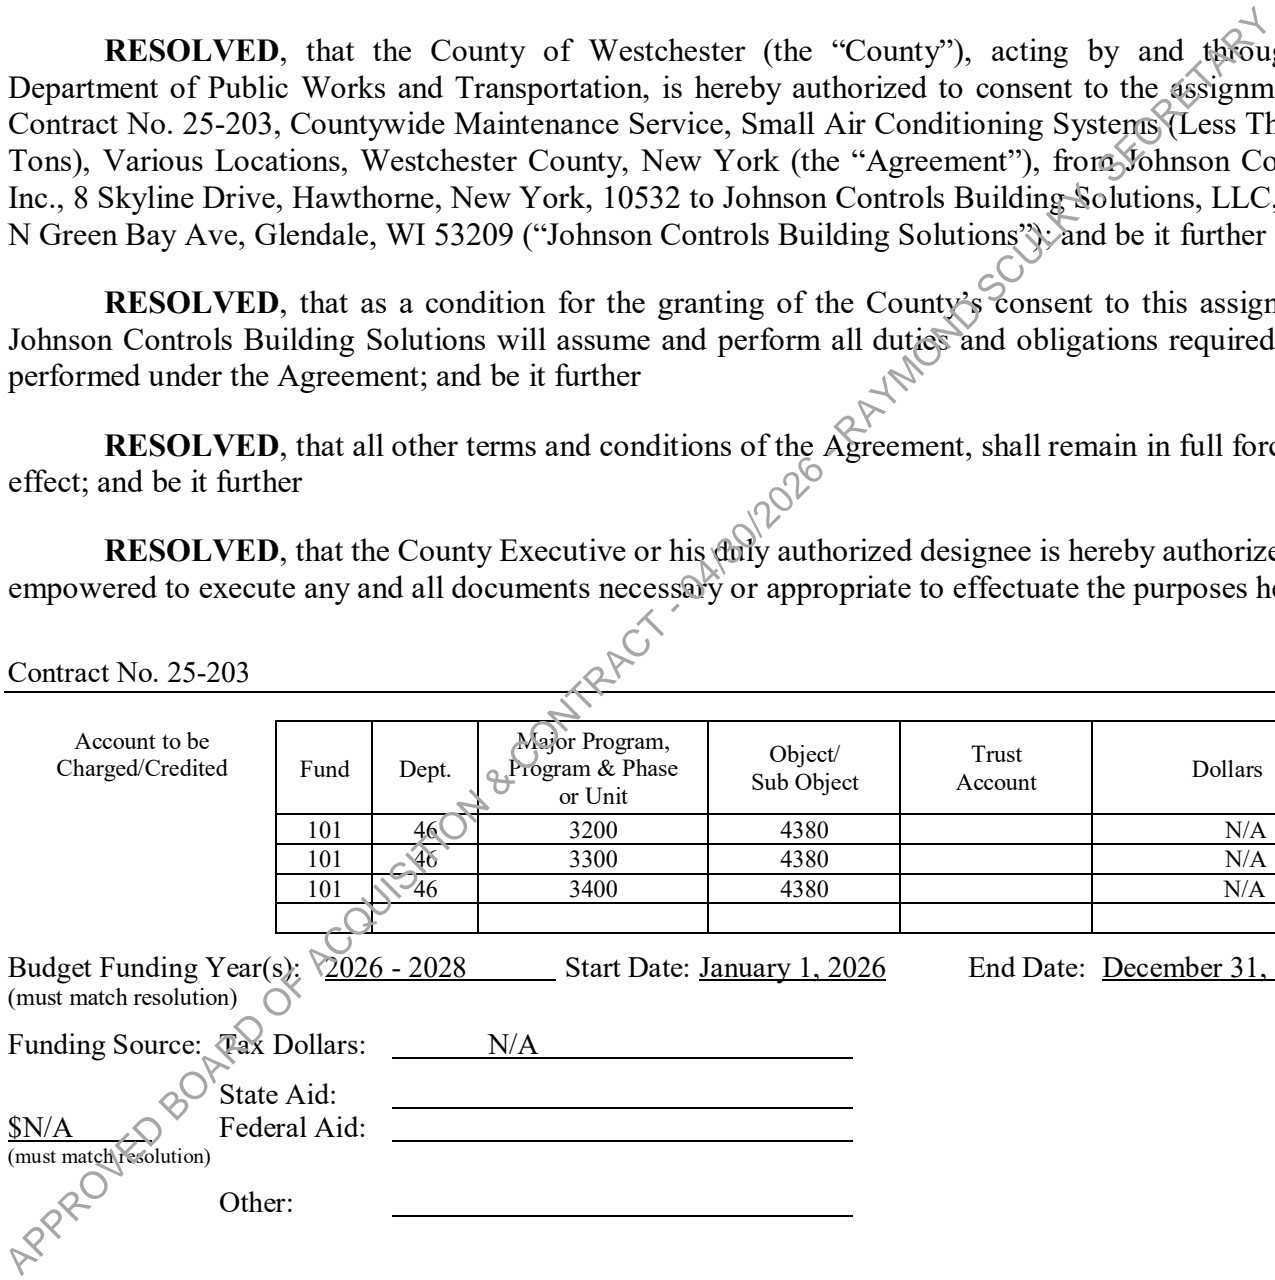 RESOLVED, that the County of Westchester (the “County”), acting by and
Department of Public Works and Transportation, is hereby authorized to consent to the
Contract No. 25-203, Countywide Maintenance Service, Small Air Conditioning Systems (Less
Tons), Various Locations, Westchester County, New York (the “Agreement”), from Johnson
Inc., 8 Skyline Drive, Hawthorne, New York, 10532 to Johnson Controls Building Solutions, LLC,
N Green Bay Ave, Glendale, WI 53209 (“Johnson Controls Building Solutions”); and be it further
RESOLVED, that as a condition for the granting of the County’s consent to this
Johnson Controls Building Solutions will assume and perform all duties and obligations required
performed under the Agreement; and be it further
RESOLVED, that all other terms and conditions of the Agreement, shall remain in full
effect; and be it further
RESOLVED, that the County Executive or his duly authorized designee is hereby
empowered to execute any and all documents necessary or appropriate to effectuate the purposes
Contract No. 25-203
Account to be
Charged/Credited
Fund
Dept.
Major Program,
Program & Phase
or Unit
Object/
Sub Object
Trust
Account
Dollars
101 46 3200 4380 N/A
101 46 3300 4380 N/A
101 46 3400 4380 N/A
Budget Funding Year(s): 2026 - 2028 Start Date: January 1, 2026 End Date: December 31,
(must match resolution)
Funding Source: Tax Dollars: N/A
State Aid:
$N/A Federal Aid:
(must match resolution)
Other:
APPROVED BOARD OF ACQUISITION & CONTRACT - 04/30/2026 - RAYMOND SCULKY, SECRETARY